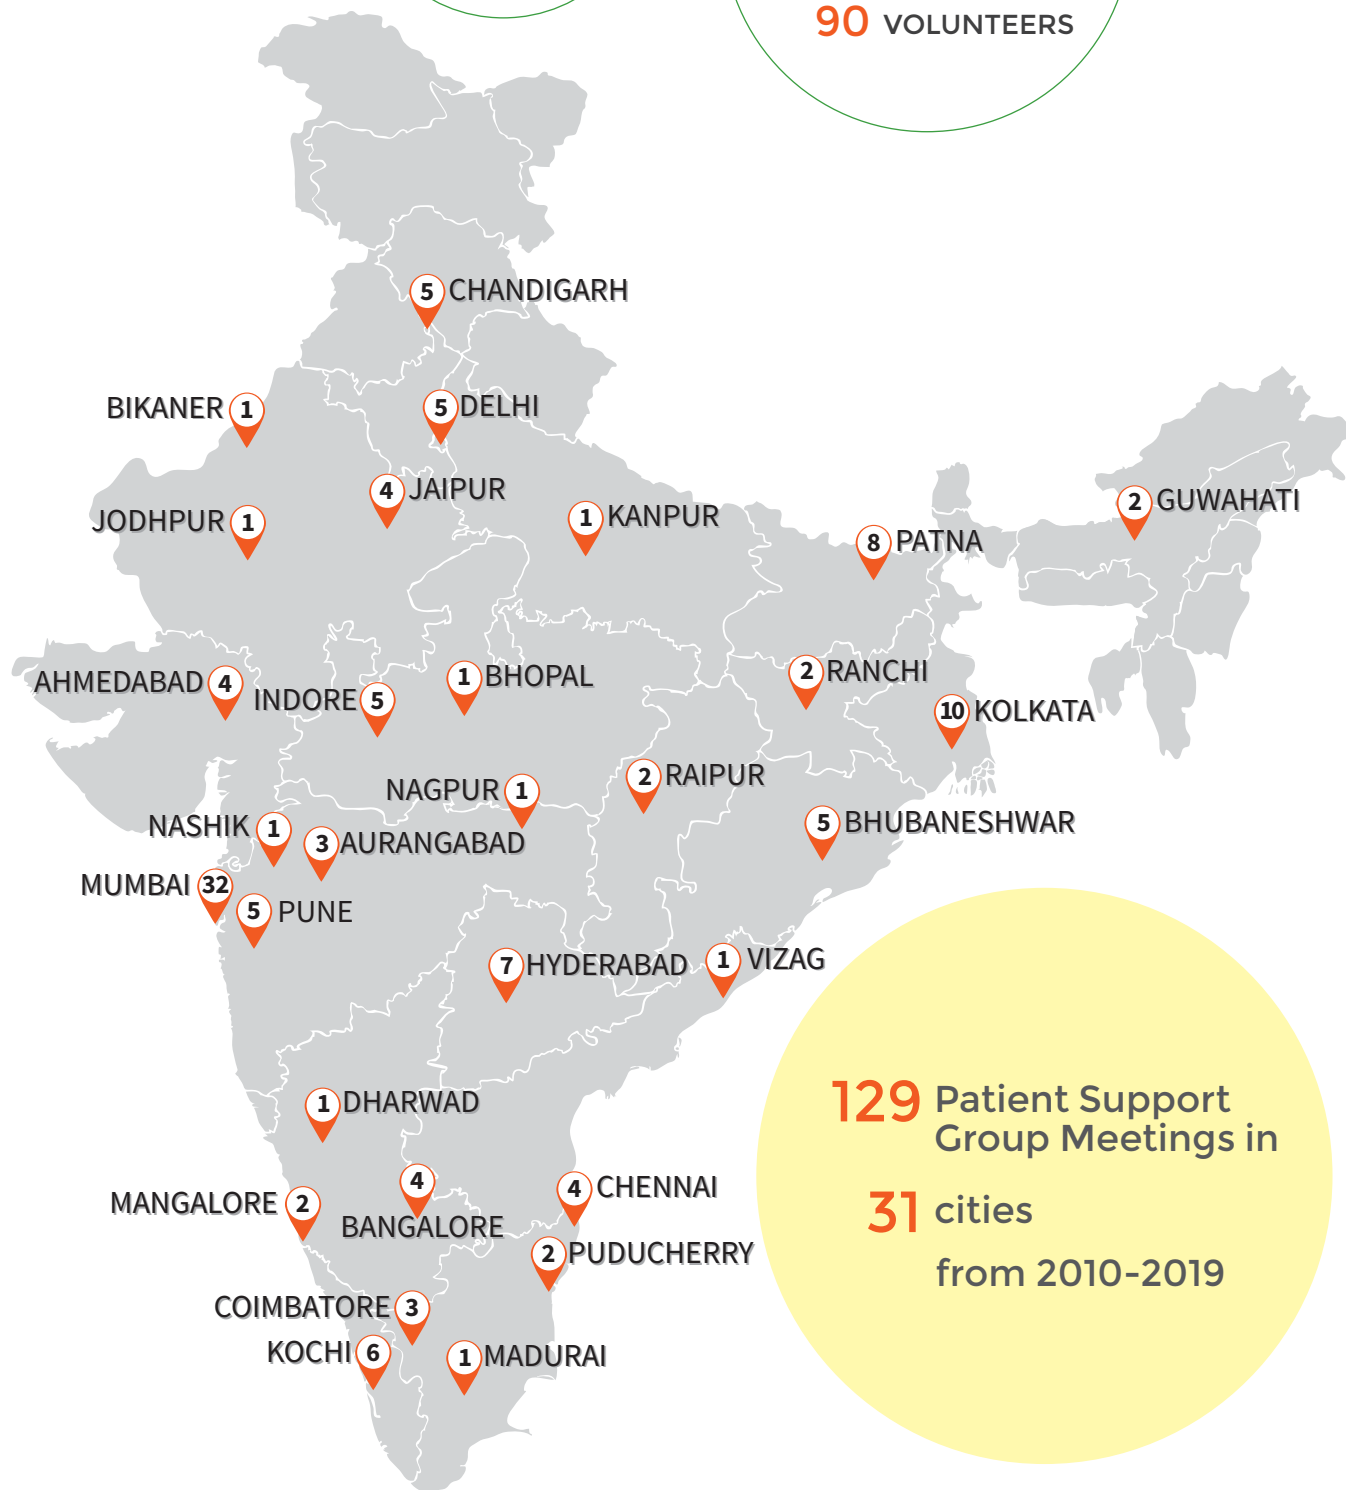 90 VOLUNTEERS
5 CHANDIGARH
BIKANER 1
5 DELHI
4 JAIPUR
JODHPUR 1
1 KANPUR
8 PATNA
2 GUWAHATI
AHMEDABAD 4
INDORE 5
1 BHOPAL
2 RANCHI
10 KOLKATA
NAGPUR 1
2 RAIPUR
NASHIK 1
3 AURANGABAD
5 BHUBANESHWAR
MUMBAI 32
5 PUNE
7 HYDERABAD
1 VIZAG
1 DHARWAD
MANGALORE 2
4
BANGALORE
4 CHENNAI
2 PUDUCHERRY
COIMBATORE 3
KOCHI 6
1 MADURAI
129 Patient Support
Group Meetings in
31 cities
from 2010-2019